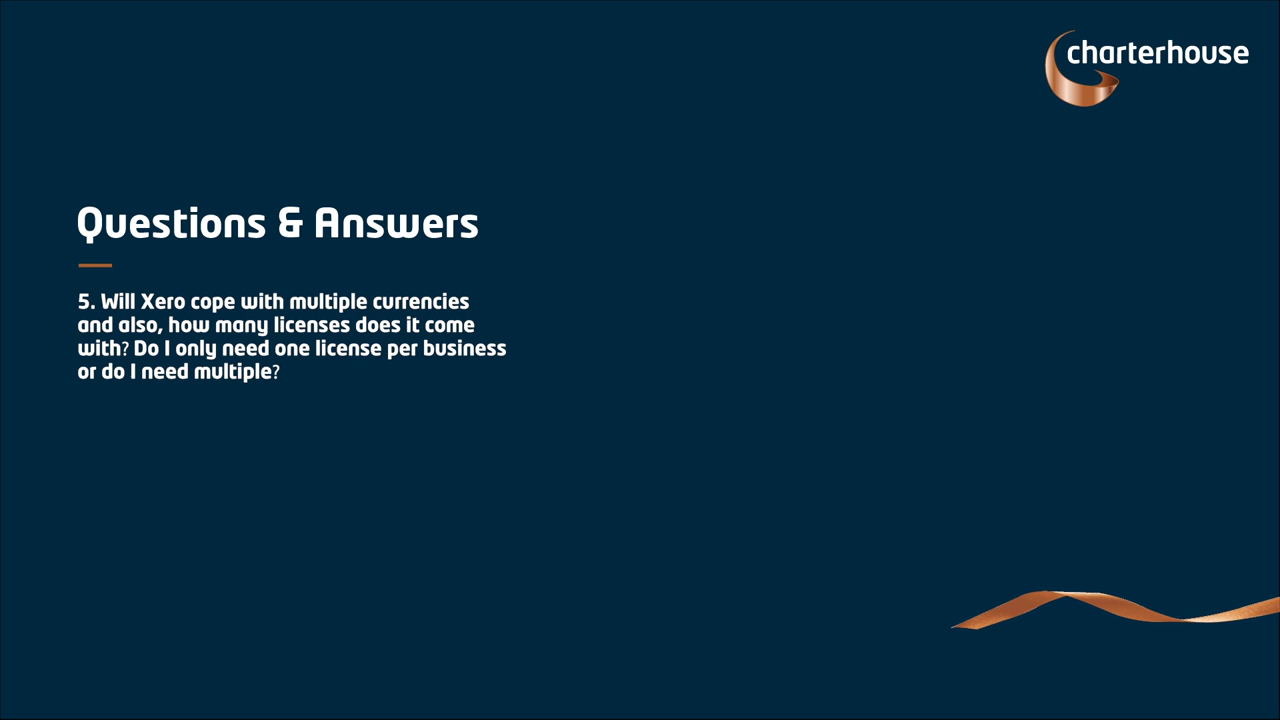 charterhouse
Questions & Answers
5. Will Xero cope with multiple currencies
and also, how many licenses does it come
with? Do I only need one license per business
or do I need multiple?